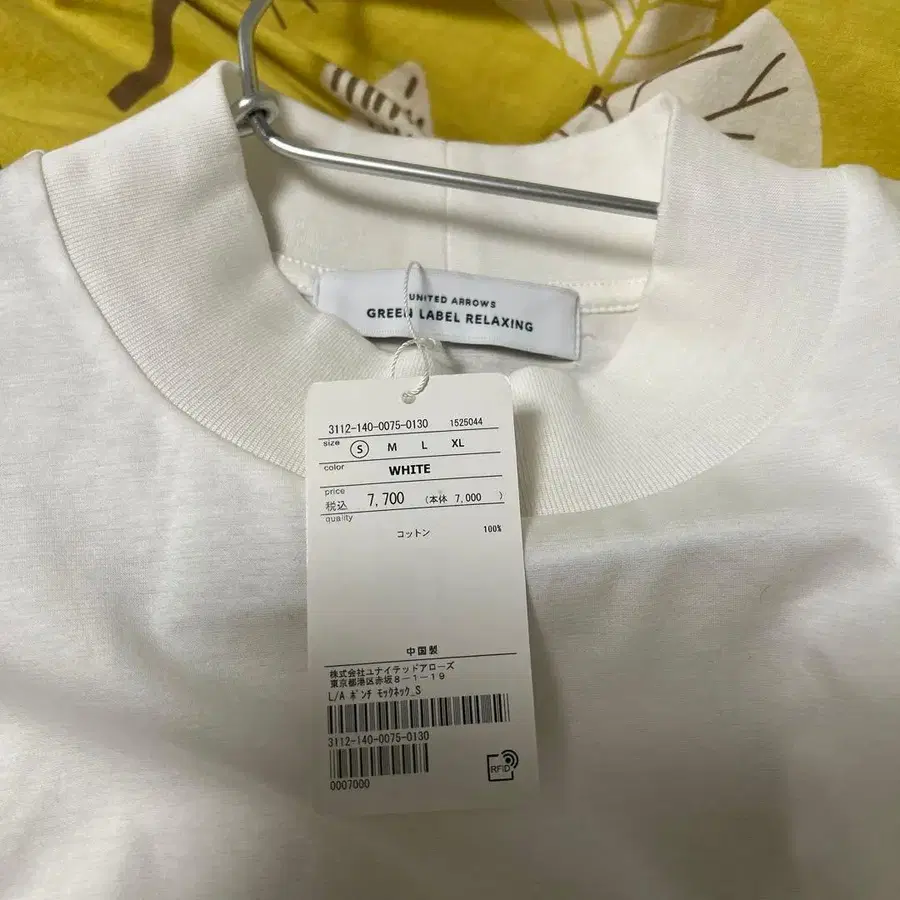 UNITED ARROWS
GREEN LABEL RELAXING
3112-140-0075-0130 1525044
size S M L XL
color WHITE
price
税込 7,700 (本体 7,000 )
quality
コットン 100%
中国製
株式会社ユナイテッドアローズ
東京都港区赤坂8-1-19
L/A ポンチ モックネック_S
3112-140-0075-0130
0007000
RFID